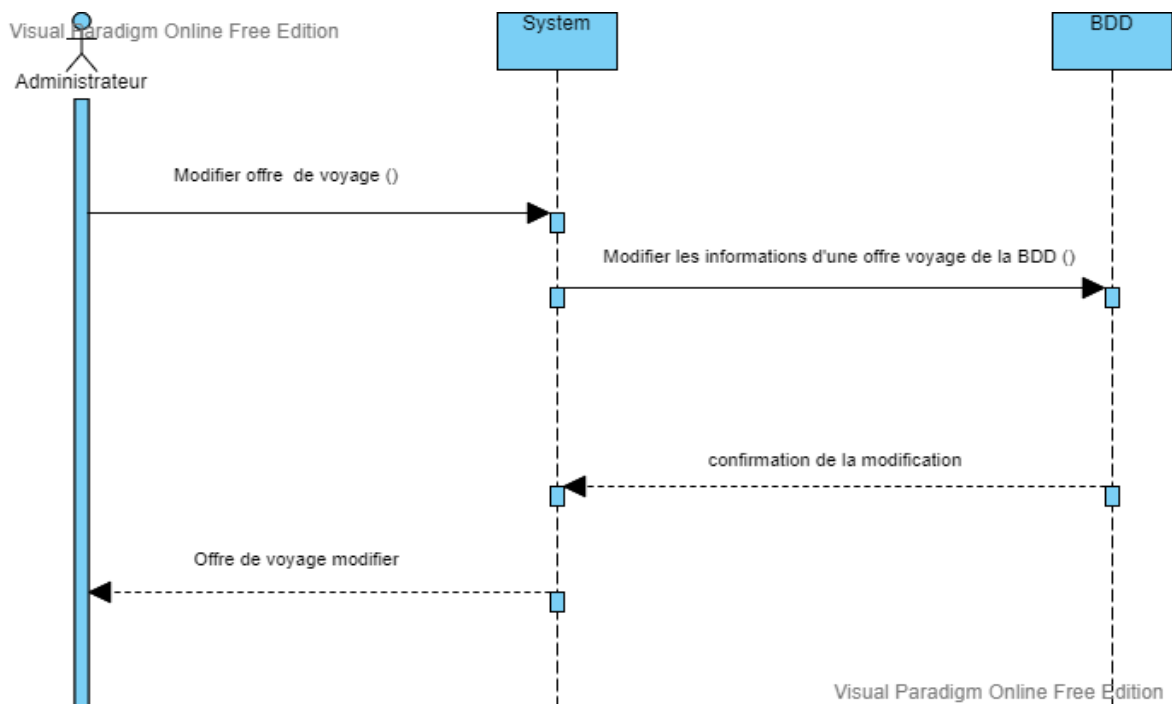 Visual Paradigm Online Free Edition
System
BDD
Administrateur
Modifier offre de voyage ()
Modifier les informations d'une offre voyage de la BDD ()
confirmation de la modification
Offre de voyage modifier
Visual Paradigm Online Free Edition